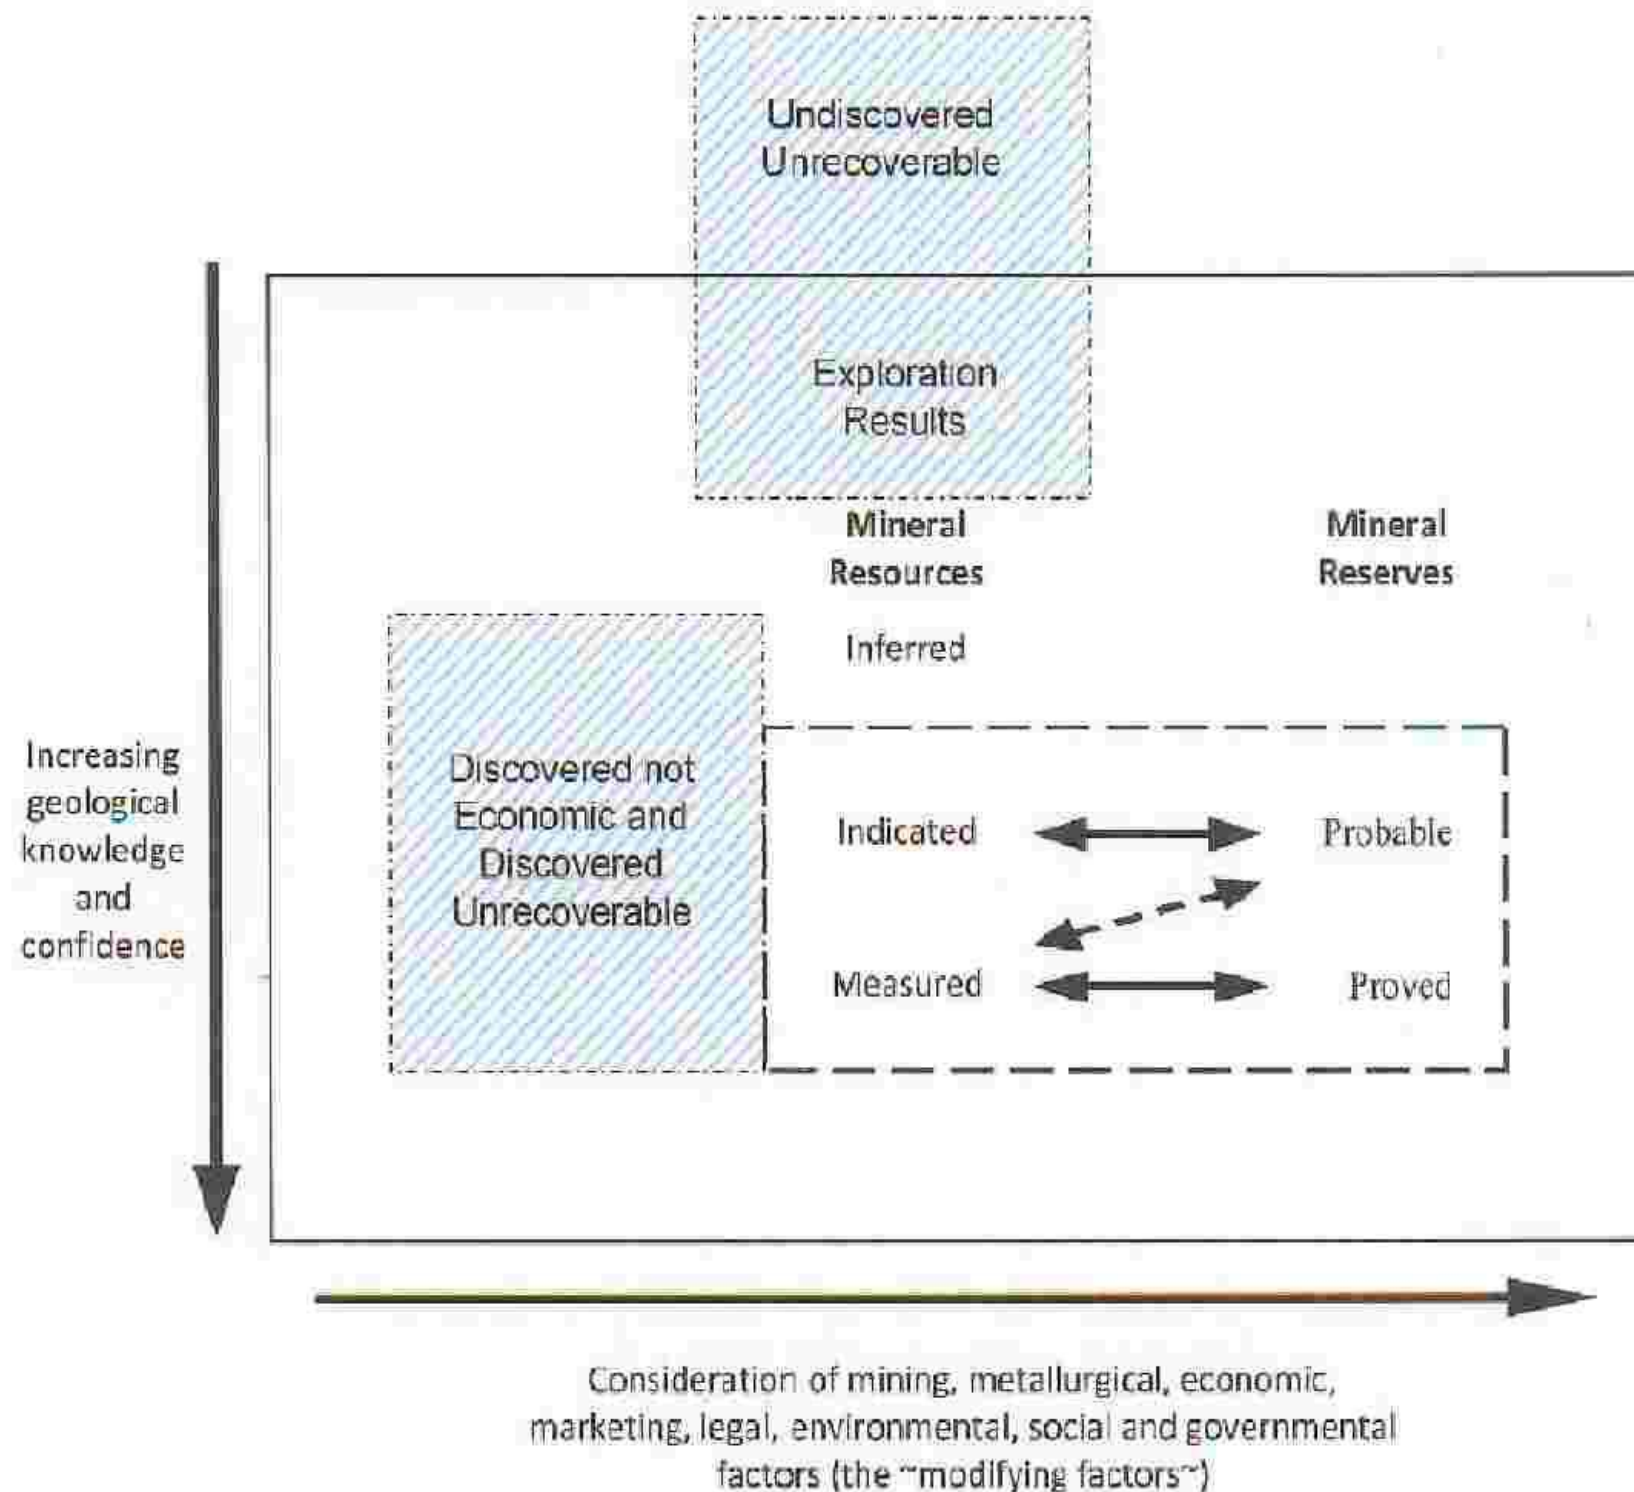 Undiscovered
Unrecoverable
Exploration
Results
Mineral
Resources
Mineral
Reserves
Inferred
Increasing
geological
knowledge
and
confidence
Discovered not
Economic and
Discovered
Unrecoverable
Indicated
Probable
Measured
Proved
Consideration of mining, metallurgical, economic,
marketing, legal, environmental, social and governmental
factors (the ~modifying factors~)